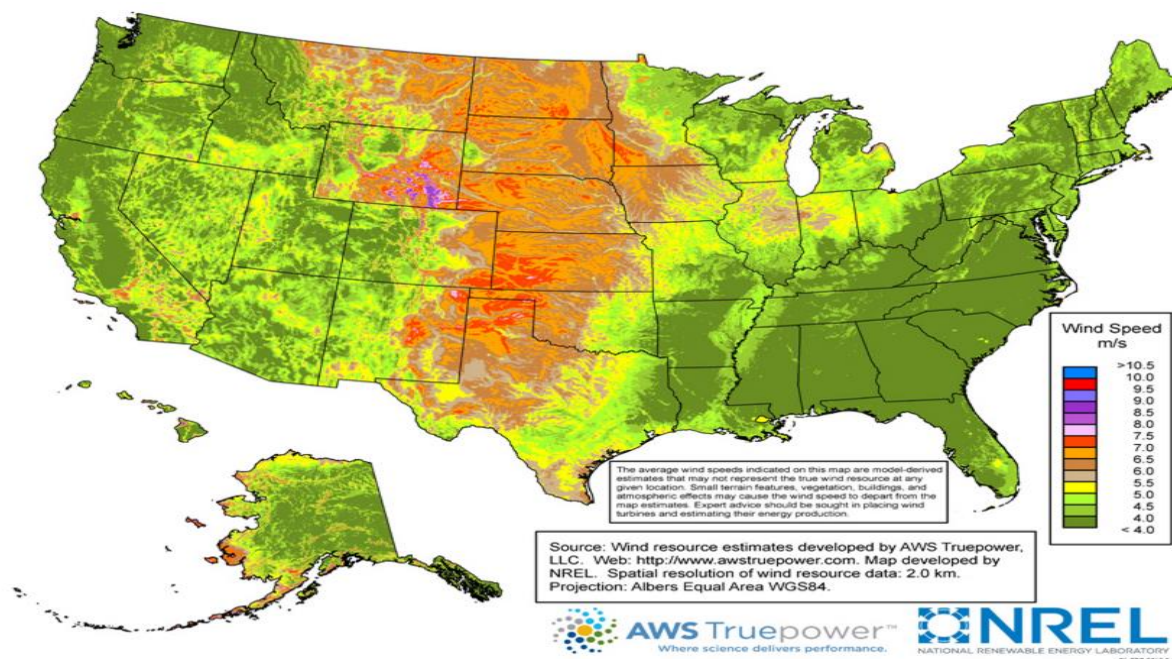 Wind Speed
m/s
>10.5
10.0
9.5
9.0
8.5
8.0
7.5
7.0
6.5
6.0
5.5
5.0
4.5
4.0
< 4.0
The average wind speeds indicated on this map are model-derived
estimates that may not represent the true wind resource at any
given location. Small terrain features, vegetation, buildings, and
atmospheric effects may cause the wind speed to depart from the
map estimates. Expert advice should be sought in placing wind
turbines and estimating their energy production.
Source: Wind resource estimates developed by AWS Truepower,
LLC. Web: http://www.awstruepower.com. Map developed by
NREL. Spatial resolution of wind resource data: 2.0 km.
Projection: Albers Equal Area WGS84.
AWS Truepower™
Where science delivers performance.
NREL
NATIONAL RENEWABLE ENERGY LABORATORY